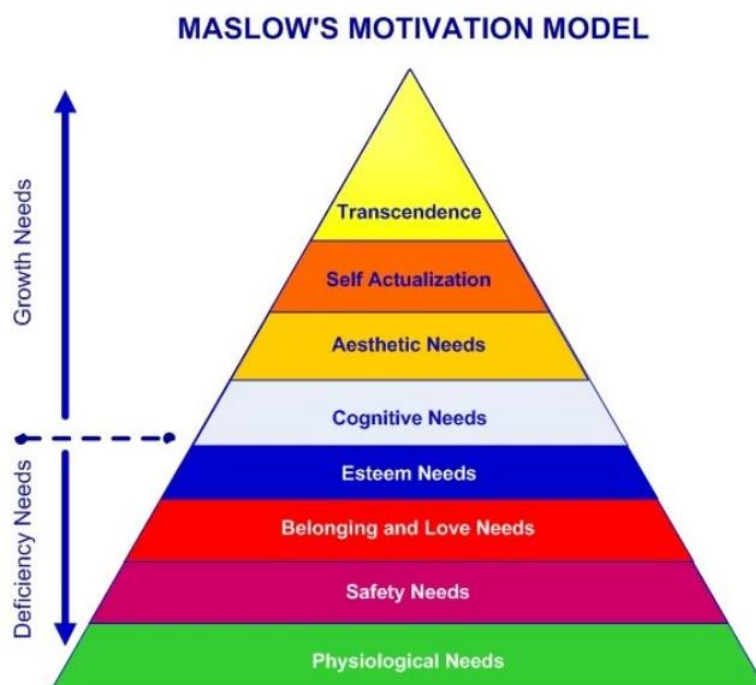 MASLOW'S MOTIVATION MODEL
Growth Needs
Deficiency Needs
Transcendence
Self Actualization
Aesthetic Needs
Cognitive Needs
Esteem Needs
Belonging and Love Needs
Safety Needs
Physiological Needs